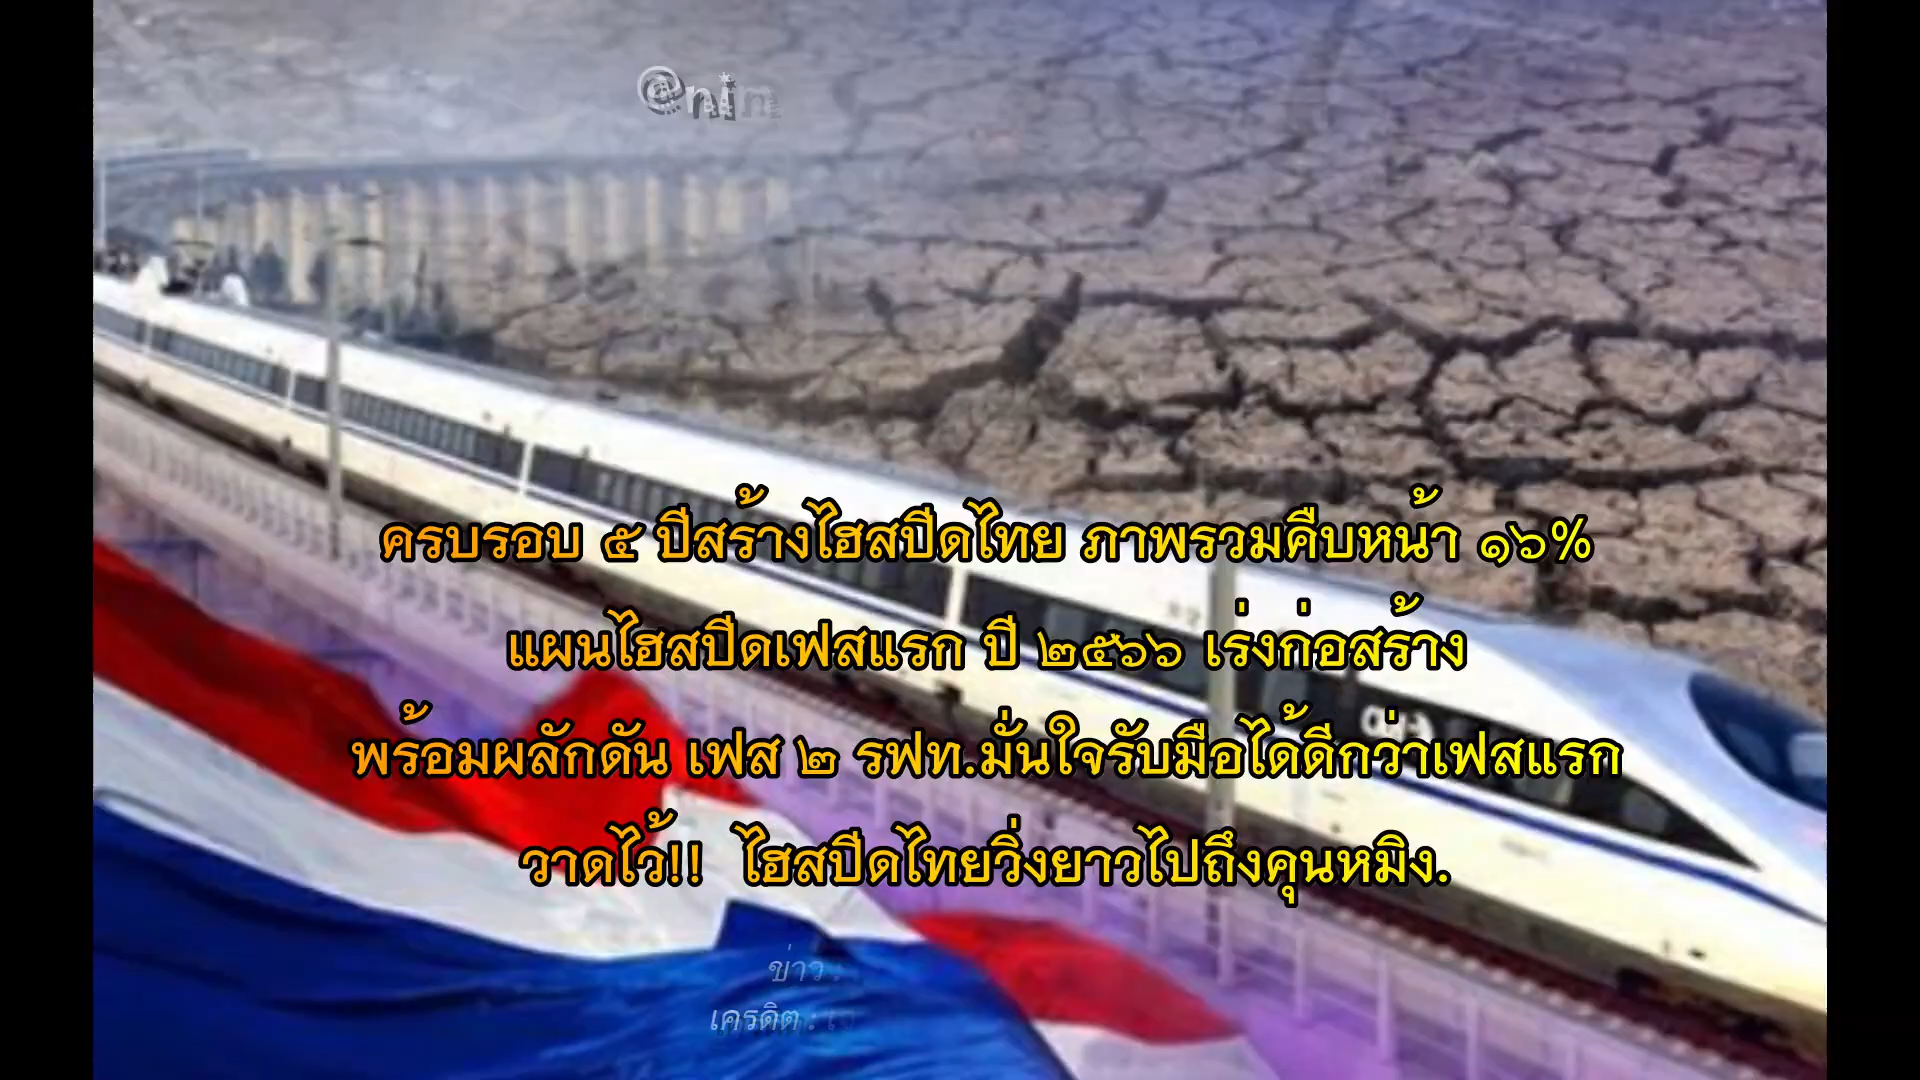 @nim
ครบรอบ ๕ ปีสร้างไฮสปีดไทย ภาพรวมคืบหน้า ๑๖%
แผนไฮสปีดเฟสแรก ปี ๒๕๖๖ เร่งก่อสร้าง
พร้อมผลักดัน เฟส ๒ รฟท.มั่นใจรับมือได้ดีกว่าเฟสแรก
วาดไว้!! ไฮสปีดไทยวิ่งยาวไปถึงคุนหมิง.
ข่าว :
เครดิต :